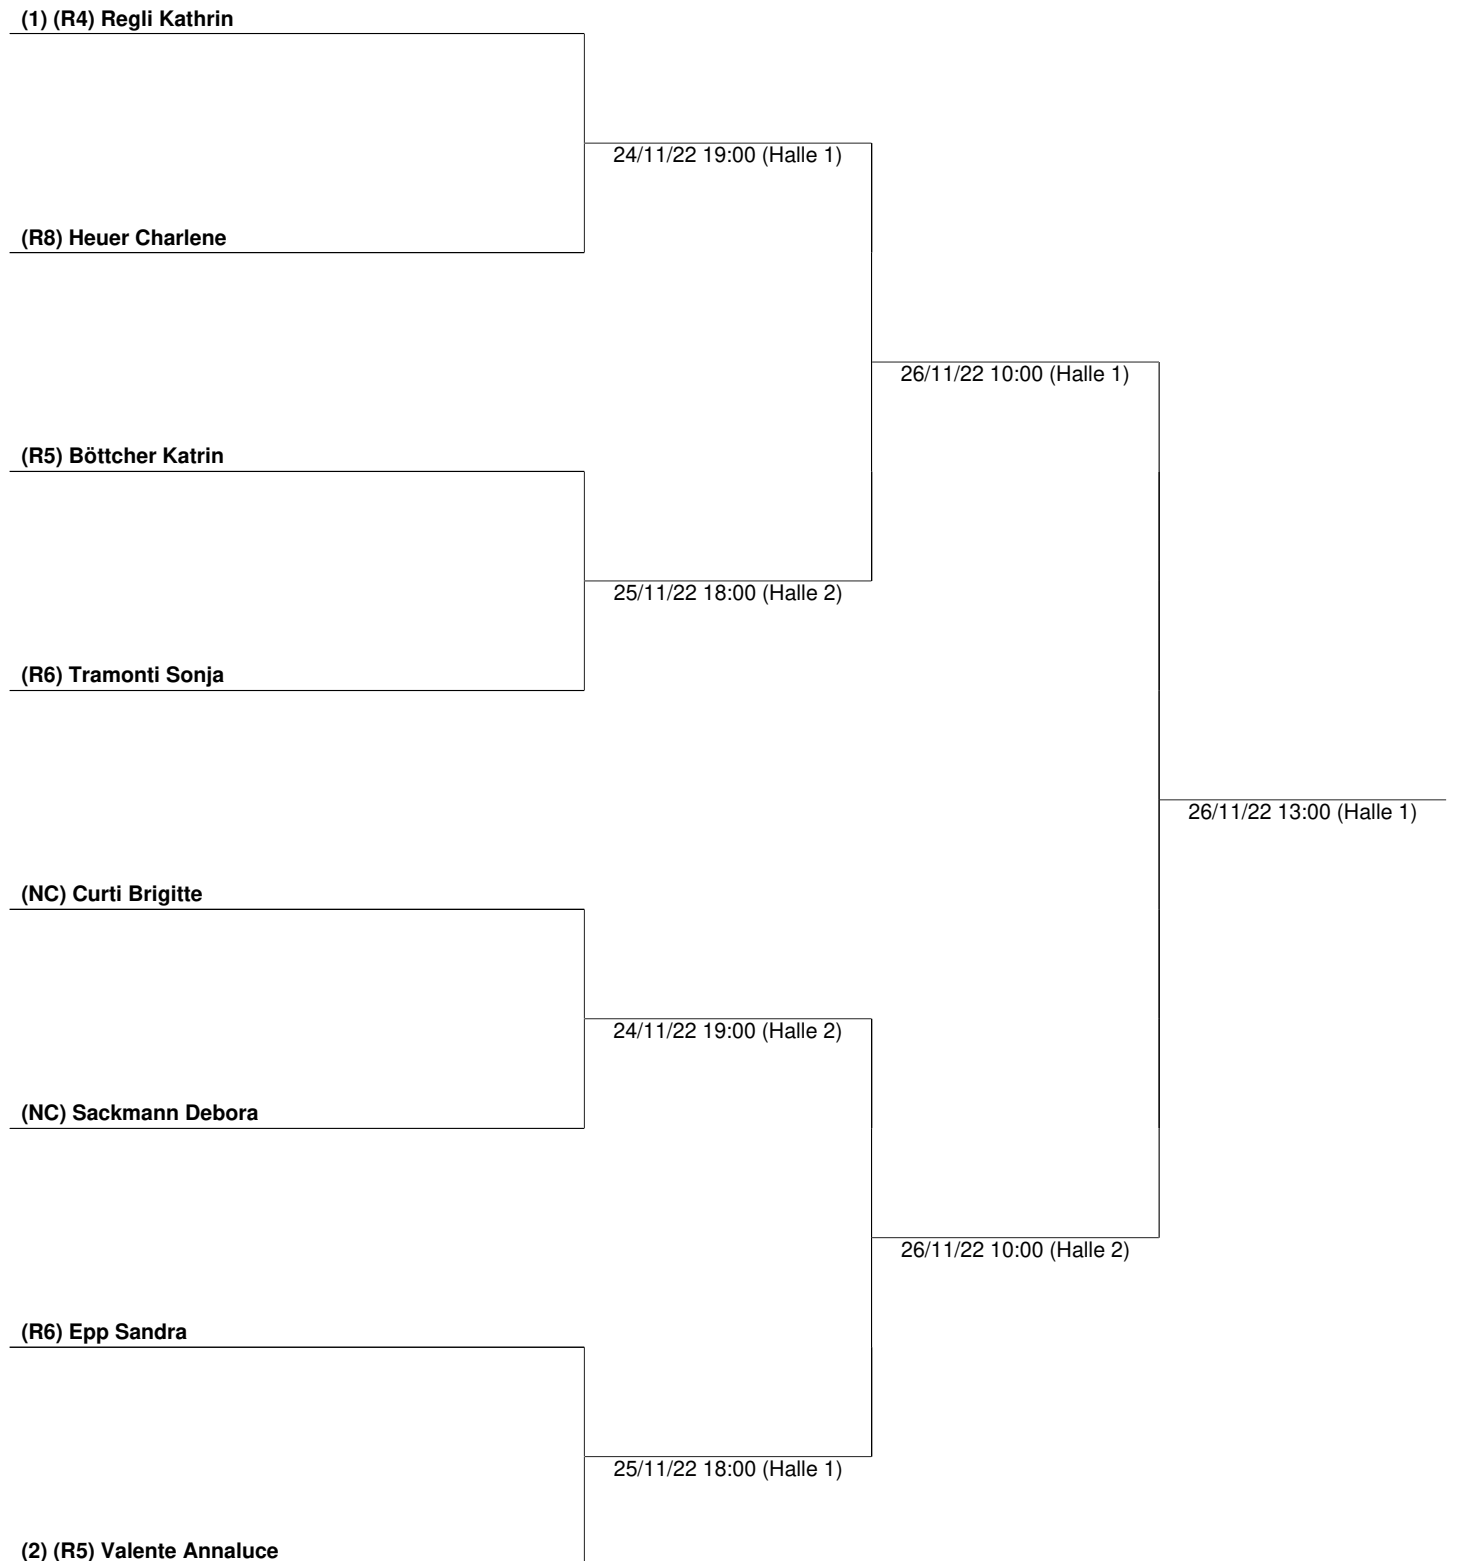 (1) (R4) Regli Kathrin
24/11/22 19:00 (Halle 1)
(R8) Heuer Charlene
26/11/22 10:00 (Halle 1)
(R5) Böttcher Katrin
25/11/22 18:00 (Halle 2)
(R6) Tramonti Sonja
26/11/22 13:00 (Halle 1)
(NC) Curti Brigitte
24/11/22 19:00 (Halle 2)
(NC) Sackmann Debora
26/11/22 10:00 (Halle 2)
(R6) Epp Sandra
25/11/22 18:00 (Halle 1)
(2) (R5) Valente Annaluce